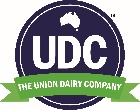 UDC
THE UNION DAIRY COMPANY